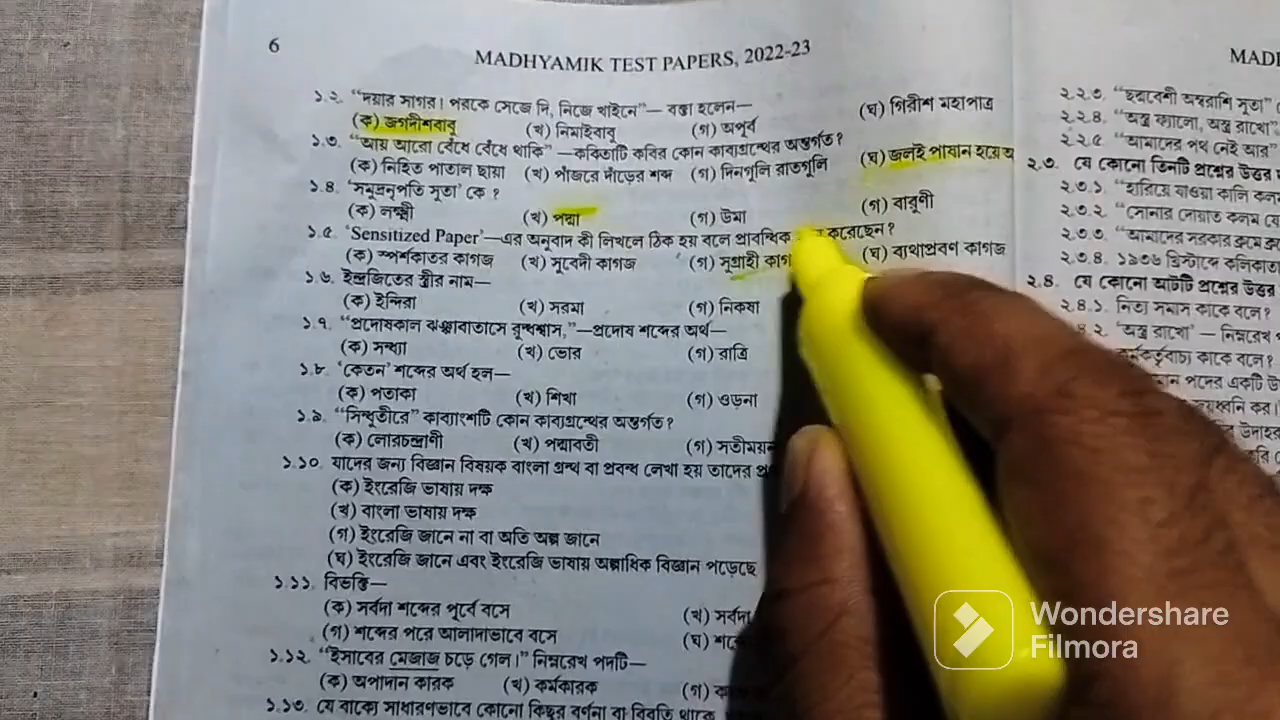 6
MADHYAMIK TEST PAPERS, 2022-23
১.২. "দয়ার সাগর। পরকে সেজে দি, নিজে খাইনে"— বক্তা হলেন—
(ক) জগদীশবাবু (খ) নিমাইবাবু (গ) অপূর্ব (ঘ) গিরীশ মহাপাত্র
১.৩. "আয় আরো বেঁধে বেঁধে থাকি" —কবিতাটি কবির কোন কাব্যগ্রন্থের অন্তর্গত?
(ক) নিহিত পাতাল ছায়া (খ) পাঁজরে দাঁড়ের শব্দ (গ) দিনগুলি রাতগুলি (ঘ) জলই পাষান হয়ে
১.৪. 'সমুদ্রনৃপতি সুতা' কে ?
(ক) লক্ষ্মী (খ) পদ্মা (গ) উমা (ঘ) বারুণী
১.৫. 'Sensitized Paper'—এর অনুবাদ কী লিখলে ঠিক হয় বলে প্রাবন্ধিক করেছেন?
(ক) স্পর্শকাতর কাগজ (খ) সুবেদী কাগজ (গ) সুগ্রাহী (ঘ) ব্যথাপ্রবণ কাগজ
১.৬. ইন্দ্রজিতের স্ত্রীর নাম—
(ক) ইন্দিরা (খ) সরমা (গ) নিকষা
১.৭. "প্রদোষকাল ঝঞ্ঝাবাতাসে রুদ্ধশ্বাস,"—প্রদোষ শব্দের অর্থ—
(ক) সন্ধ্যা (খ) ভোর (গ) রাত্রি
১.৮. 'কেতন' শব্দের অর্থ হল—
(ক) পতাকা (খ) শিখা (গ) ওড়না
১.৯. "সিন্ধুতীরে" কাব্যাংশটি কোন কাব্যগ্রন্থের অন্তর্গত?
(ক) লোরচন্দ্রাণী (খ) পদ্মাবতী (গ) সতীময়ন
১.১০. যাদের জন্য বিজ্ঞান বিষয়ক বাংলা গ্রন্থ বা প্রবন্ধ লেখা হয় তাদের
(ক) ইংরেজি ভাষায় দক্ষ
(খ) বাংলা ভাষায় দক্ষ
(গ) ইংরেজি জানে না বা অতি অল্প জানে
(ঘ) ইংরেজি জানে এবং ইংরেজি ভাষায় অল্পাধিক বিজ্ঞান পড়েছে
১.১১. বিভক্তি—
(ক) সর্বদা শব্দের পূর্বে বসে (খ) সর্বদা
(গ) শব্দের পরে আলাদাভাবে বসে (ঘ)
১.১২. "ইসাবের মেজাজ চড়ে গেল।" নিম্নরেখ পদটি—
(ক) অপাদান কারক (খ) কর্মকারক (গ)
১.১৩. যে বাক্যে সাধারণভাবে কোনো কিছুর বর্ণনা বা বিবৃতি থাকে
২.২.৩. "ছদ্মবেশী অম্বুরাশি সুতা"
২.২.৪. "অস্ত্র ফ্যালো, অস্ত্র রাখো"
২.২.৫. "আমাদের পথ নেই আর"
২.৩. যে কোনো তিনটি প্রশ্নের উত্তর
২.৩.১. "হারিয়ে যাওয়া কালি কলম
২.৩.২. "সোনার দোয়াত কলম যে
২.৩.৩. "আমাদের সরকার ক্রমে
২.৩.৪. ১৯৩৬ খ্রিস্টাব্দে
২.৪. যে কোনো আটটি প্রশ্নের উত্তর
২.৪.১. নিত্য সমাস কাকে বলে?
'অস্ত্র রাখো' — নিম্নরেখ
কর্মকর্তৃবাচ্য কাকে বলে?
পদের একটি
Wondershare
Filmora